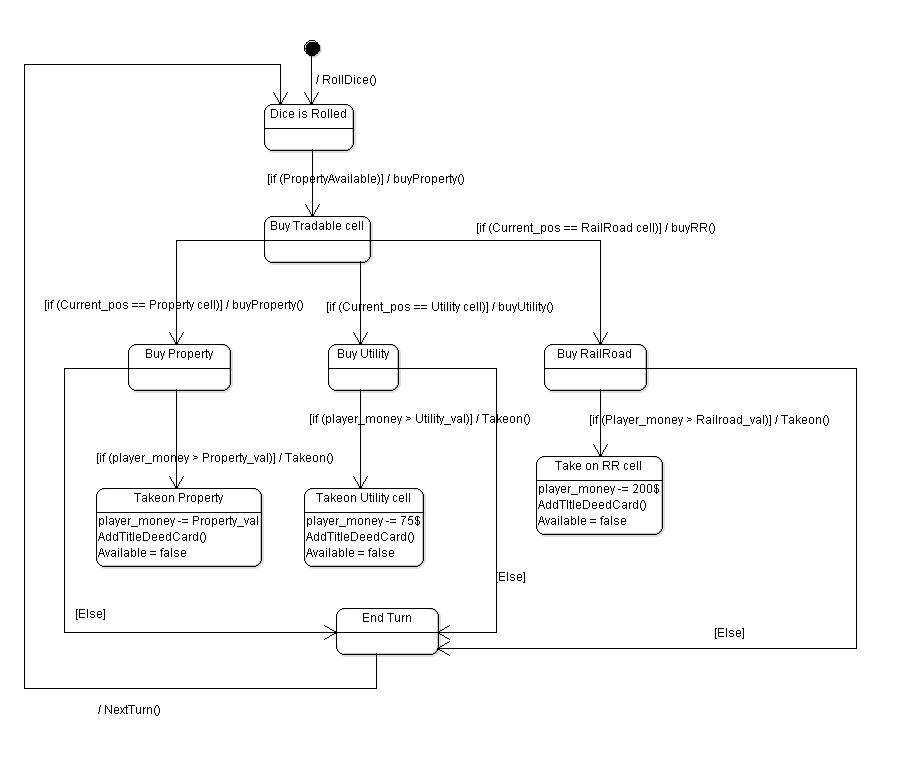 / RollDice()
Dice is Rolled
[if (PropertyAvailable)] / buyProperty()
Buy Tradable cell
[if (Current_pos == RailRoad cell)] / buyRR()
[if (Current_pos == Property cell)] / buyProperty()
[if (Current_pos == Utility cell)] / buyUtility()
Buy Property
Buy Utility
Buy RailRoad
[if (player_money > Utility_val)] / Takeon()
[if (Player_money > Railroad_val)] / Takeon()
[if (player_money > Property_val)] / Takeon()
Take on RR cell
player_money -= 200$
AddTitleDeedCard()
Available = false
Takeon Property
player_money -= Property_val
AddTitleDeedCard()
Available = false
Takeon Utility cell
player_money -= 75$
AddTitleDeedCard()
Available = false
[Else]
[Else]
End Turn
[Else]
/ NextTurn()